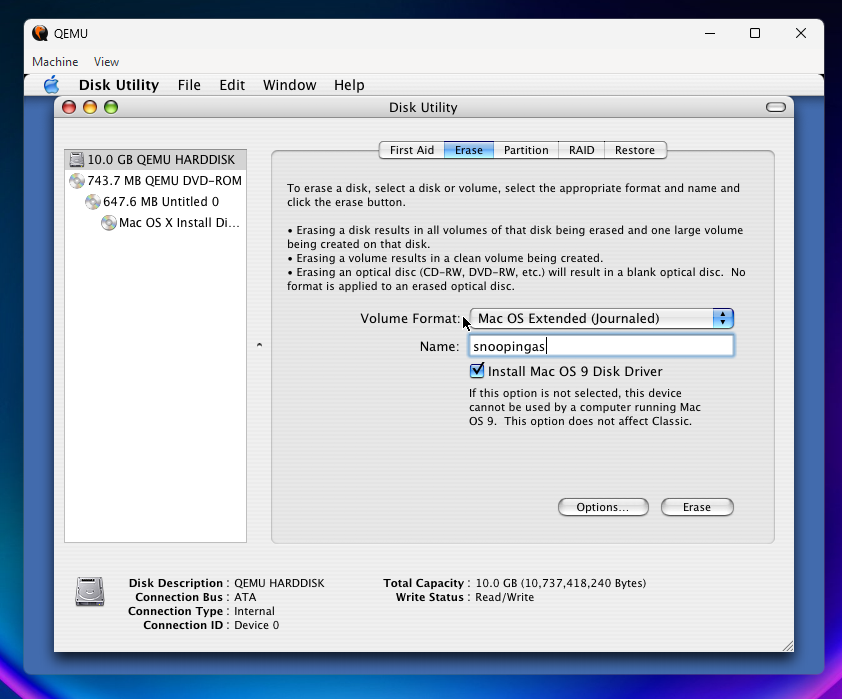 QEMU
Machine View
Disk Utility File Edit Window Help
Disk Utility
10.0 GB QEMU HARDDISK
743.7 MB QEMU DVD-ROM
647.6 MB Untitled 0
Mac OS X Install Di...
First Aid Erase Partition RAID Restore
To erase a disk, select a disk or volume, select the appropriate format and name and
click the erase button.
• Erasing a disk results in all volumes of that disk being erased and one large volume
being created on that disk.
• Erasing a volume results in a clean volume being created.
• Erasing an optical disc (CD-RW, DVD-RW, etc.) will result in a blank optical disc. No
format is applied to an erased optical disc.
Volume Format: Mac OS Extended (Journaled)
Name: snoopingas
Install Mac OS 9 Disk Driver
If this option is not selected, this device
cannot be used by a computer running Mac
OS 9. This option does not affect Classic.
Options... Erase
Disk Description : QEMU HARDDISK
Connection Bus : ATA
Connection Type : Internal
Connection ID : Device 0
Total Capacity : 10.0 GB (10,737,418,240 Bytes)
Write Status : Read/Write